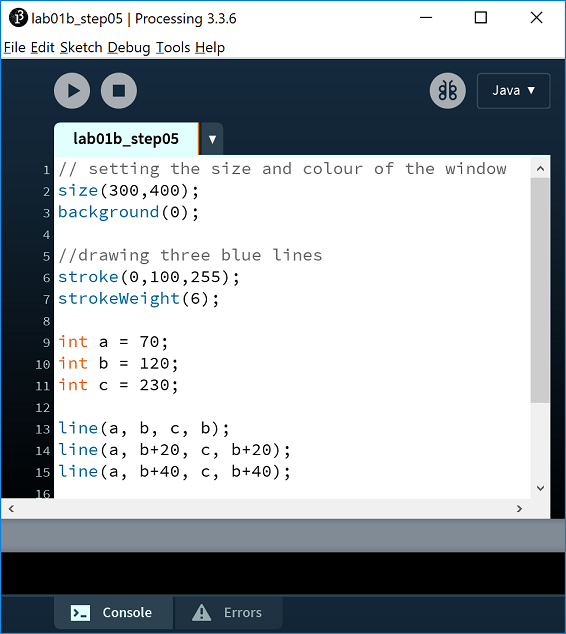 lab01b_step05 | Processing 3.3.6
File Edit Sketch Debug Tools Help
Java ▼
lab01b_step05 ▼
1 // setting the size and colour of the window
2 size(300,400);
3 background(0);
4
5 //drawing three blue lines
6 stroke(0,100,255);
7 strokeWeight(6);
8
9 int a = 70;
10 int b = 120;
11 int c = 230;
12
13 line(a, b, c, b);
14 line(a, b+20, c, b+20);
15 line(a, b+40, c, b+40);
16
Console Errors